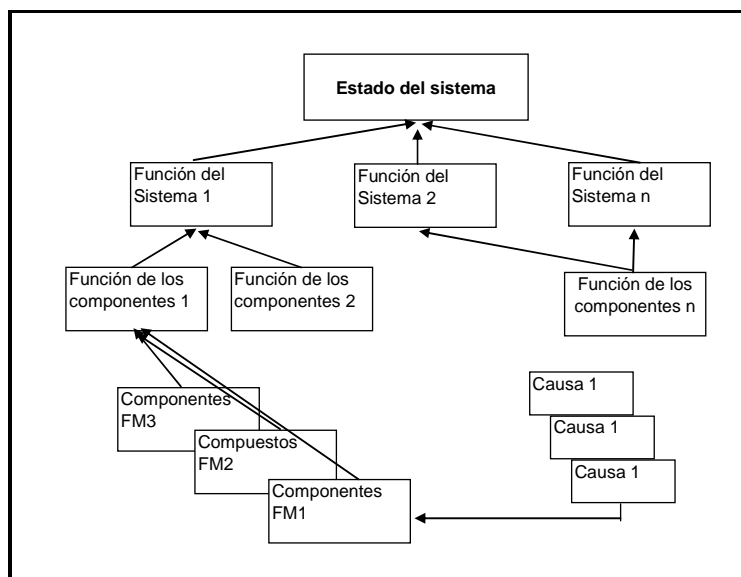 Estado del sistema
Función del
Sistema 1
Función del
Sistema 2
Función del
Sistema n
Función de los
componentes 1
Función de los
componentes 2
Función de los
componentes n
Componentes
FM3
Compuestos
FM2
Componentes
FM1
Causa 1
Causa 1
Causa 1